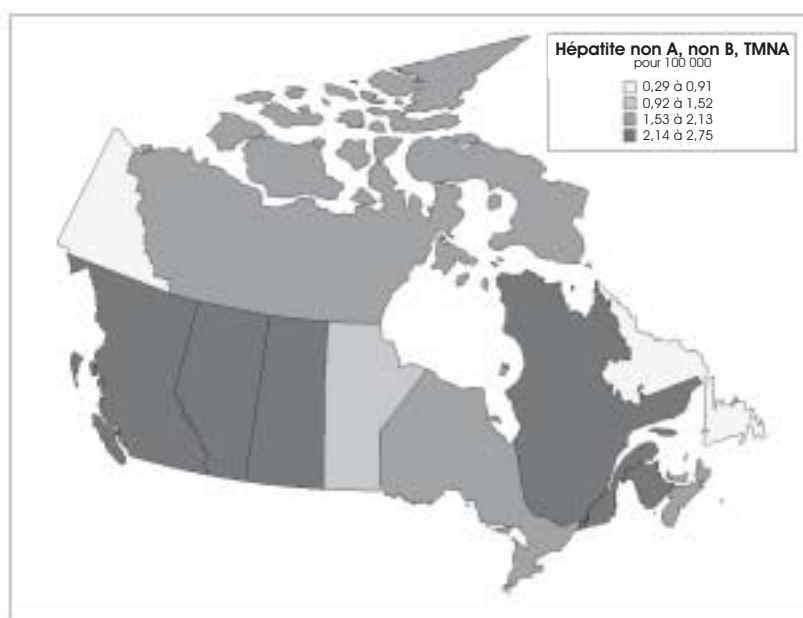 Hépatite non A, non B, TMNA
pour 100 000
0,29 à 0,91
0,92 à 1,52
1,53 à 2,13
2,14 à 2,75